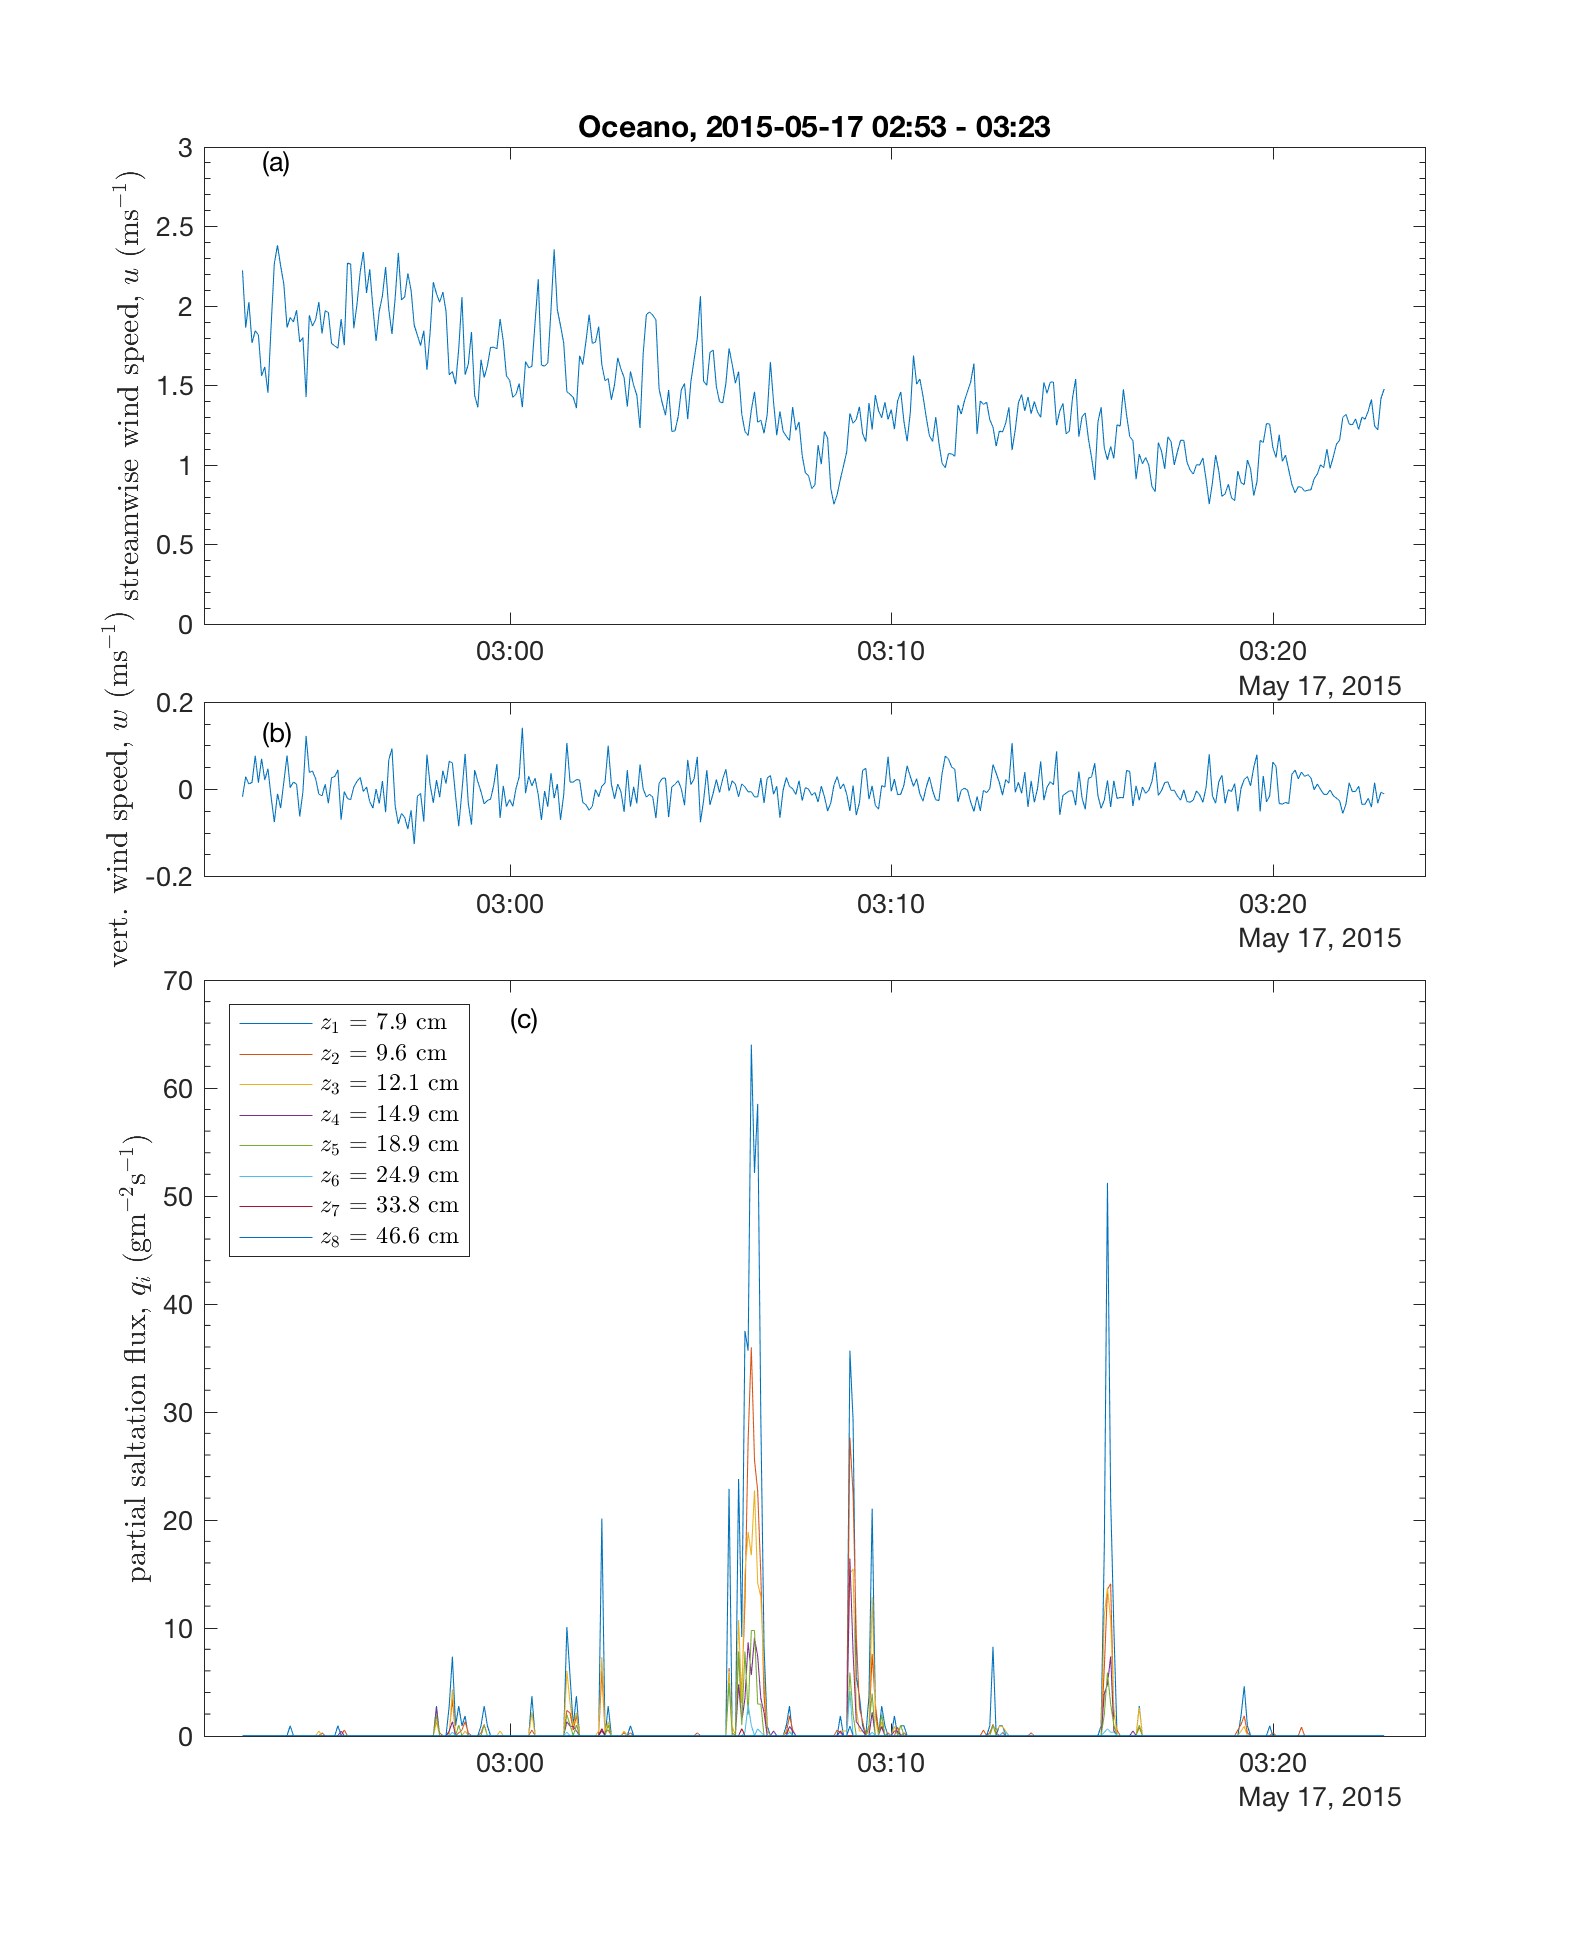 Oceano, 2015-05-17 02:53 - 03:23
(a)
streamwise wind speed, u (ms⁻¹)
3
2.5
2
1.5
1
0.5
0
03:00 03:10 03:20
May 17, 2015
(b)
vert. wind speed, w (ms⁻¹)
0.2
0
-0.2
03:00 03:10 03:20
May 17, 2015
(c)
partial saltation flux, qᵢ (gm⁻²s⁻¹)
70
60
50
40
30
20
10
0
z₁ = 7.9 cm
z₂ = 9.6 cm
z₃ = 12.1 cm
z₄ = 14.9 cm
z₅ = 18.9 cm
z₆ = 24.9 cm
z₇ = 33.8 cm
z₈ = 46.6 cm
03:00 03:10 03:20
May 17, 2015